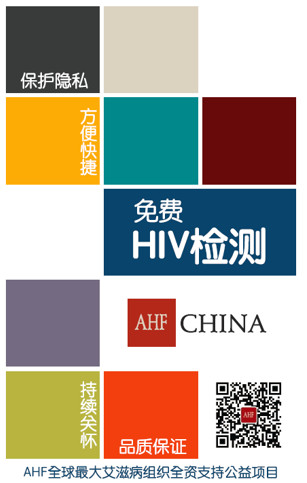 保护隐私
方便快捷
免费
HIV检测
AHF CHINA
持续关怀
品质保证
AHF
AHF全球最大艾滋病组织全资支持公益项目